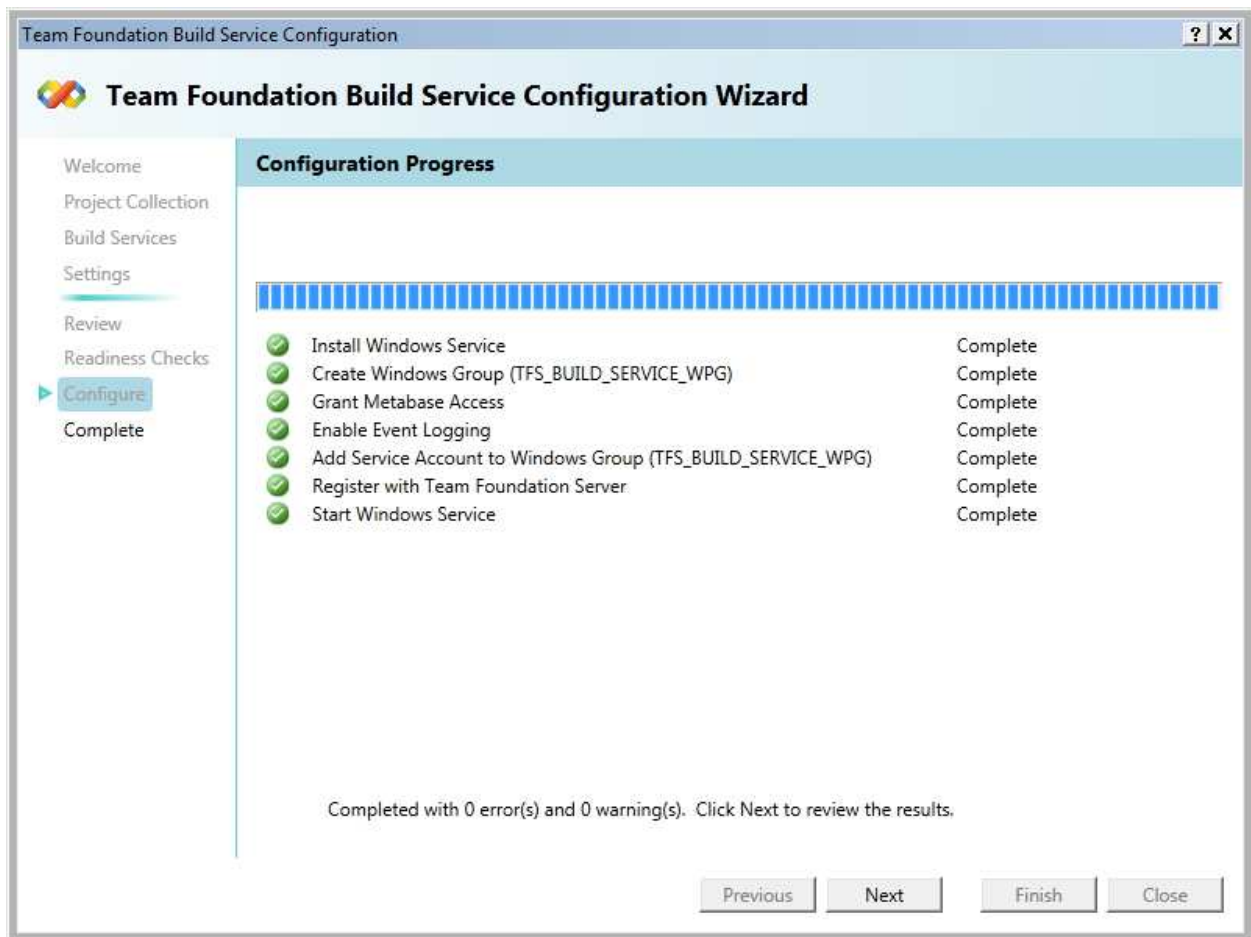 Team Foundation Build Service Configuration
? X
Team Foundation Build Service Configuration Wizard
Welcome
Project Collection
Build Services
Settings
Review
Readiness Checks
Configure
Complete
Configuration Progress
Install Windows Service Complete
Create Windows Group (TFS_BUILD_SERVICE_WPG) Complete
Grant Metabase Access Complete
Enable Event Logging Complete
Add Service Account to Windows Group (TFS_BUILD_SERVICE_WPG) Complete
Register with Team Foundation Server Complete
Start Windows Service Complete
Completed with 0 error(s) and 0 warning(s). Click Next to review the results.
Previous Next Finish Close